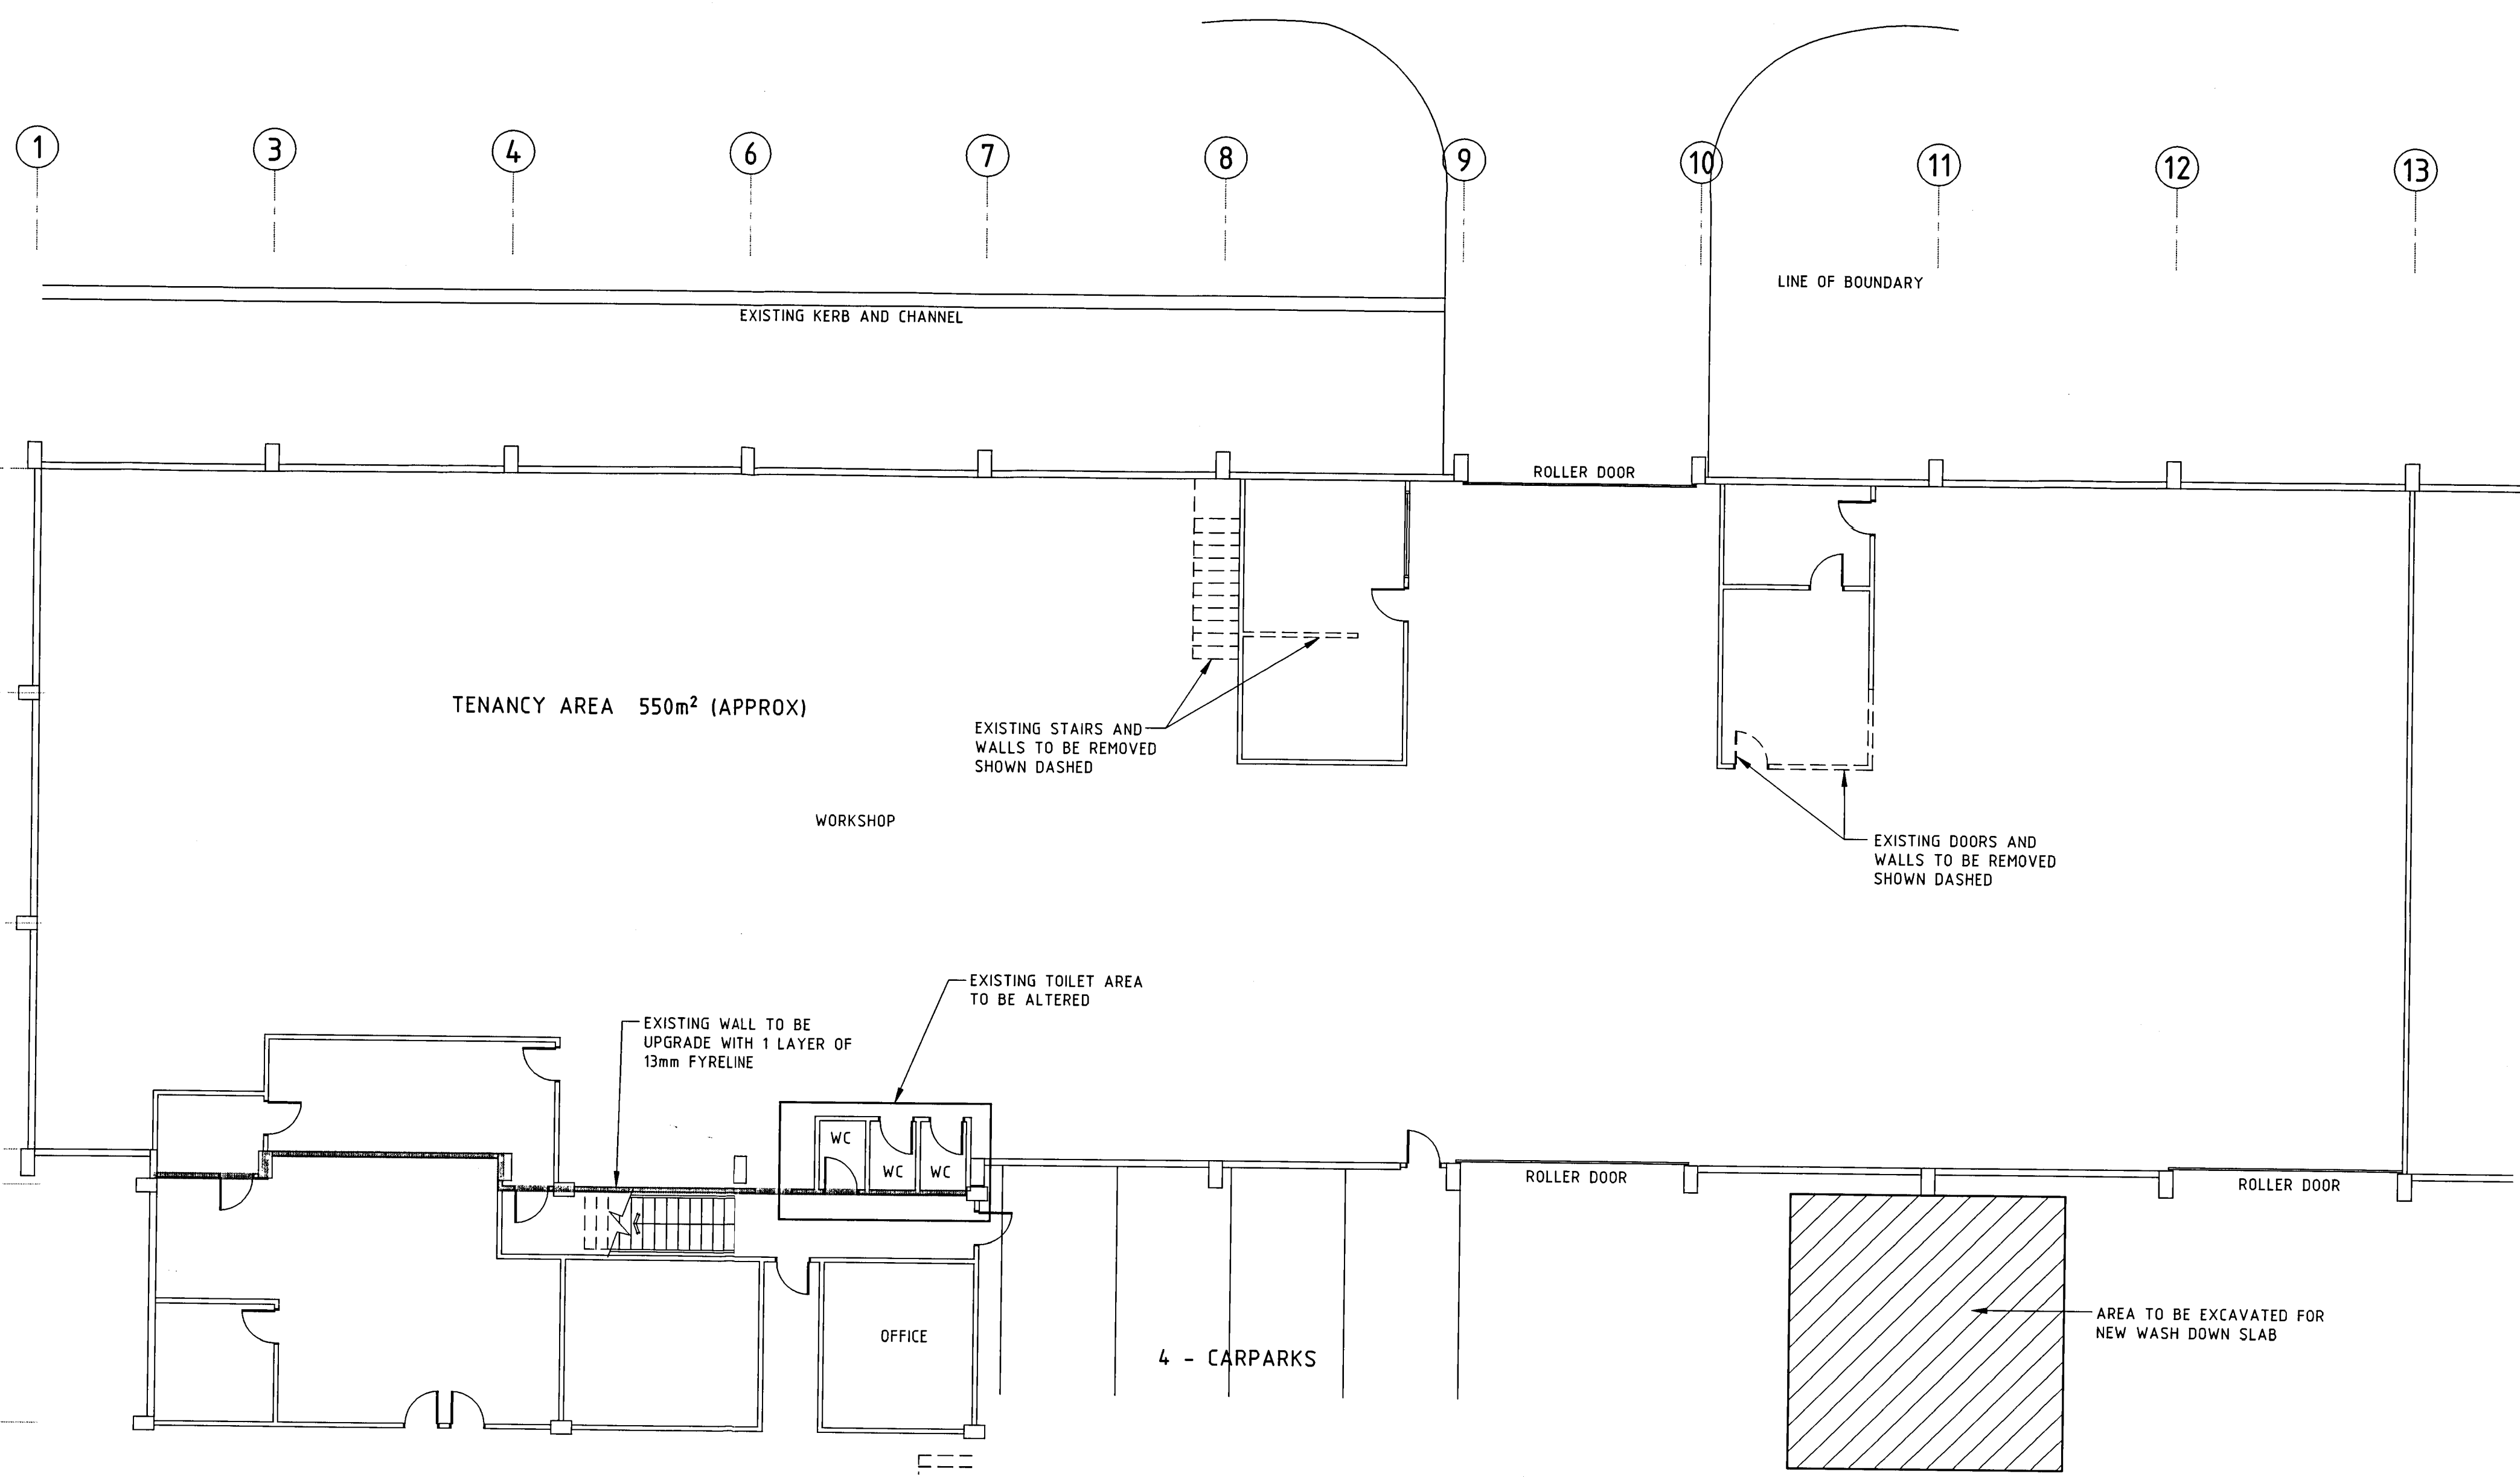 1 3 4 6 7 8 9 10 11 12 13
LINE OF BOUNDARY
EXISTING KERB AND CHANNEL
ROLLER DOOR
TENANCY AREA 550m² (APPROX)
EXISTING STAIRS AND
WALLS TO BE REMOVED
SHOWN DASHED
WORKSHOP
EXISTING DOORS AND
WALLS TO BE REMOVED
SHOWN DASHED
EXISTING TOILET AREA
TO BE ALTERED
EXISTING WALL TO BE
UPGRADE WITH 1 LAYER OF
13mm FYRELINE
WC
WC
WC
ROLLER DOOR
ROLLER DOOR
OFFICE
4 - CARPARKS
AREA TO BE EXCAVATED FOR
NEW WASH DOWN SLAB